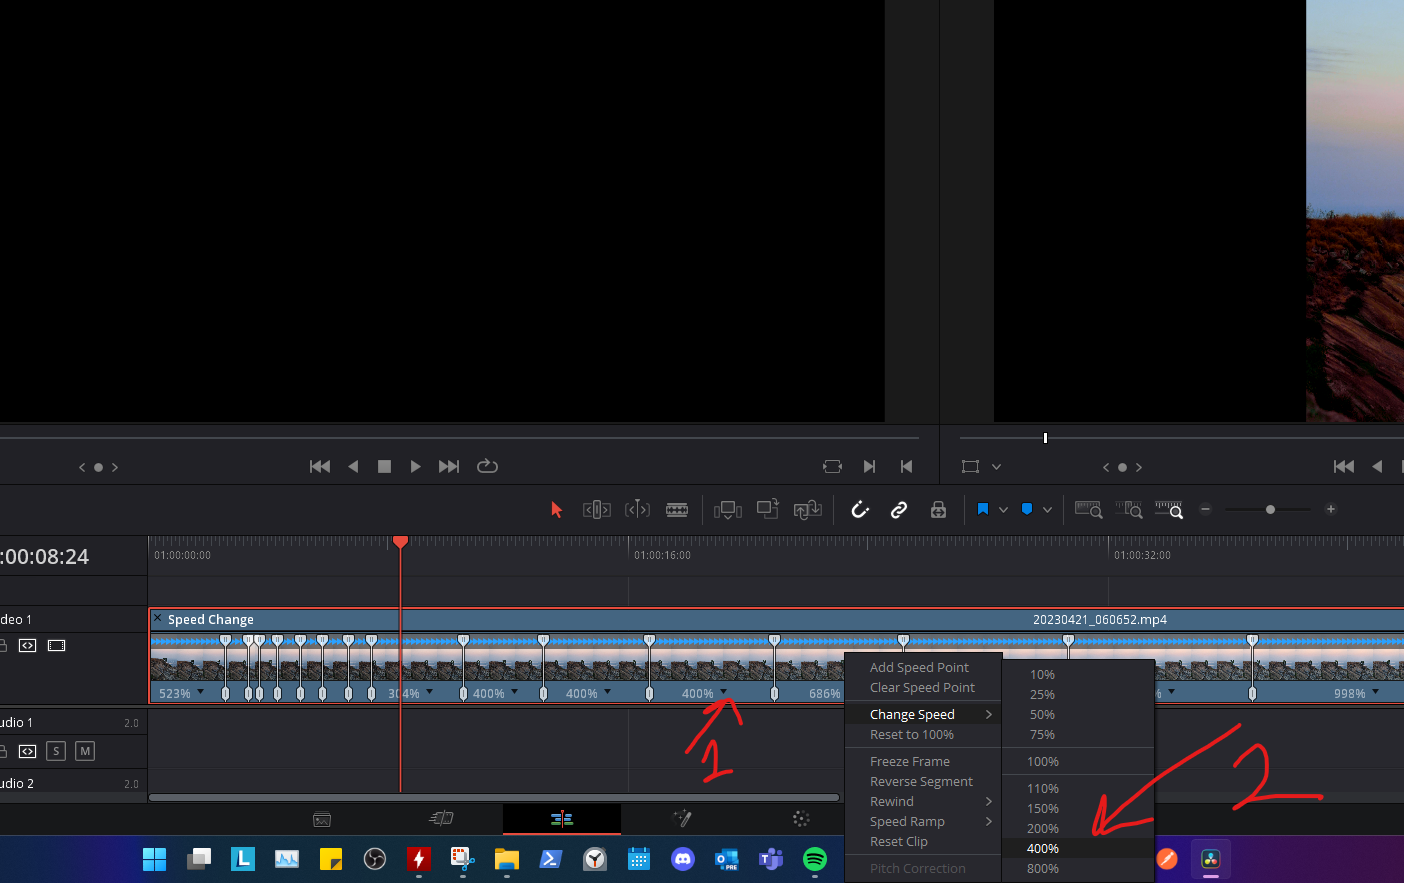 :00:08:24
01:00:00:00
01:00:16:00
01:00:32:00
deo 1
Speed Change
20230421_060652.mp4
523%
304%
400%
400%
400%
686%
%
998%
Add Speed Point
Clear Speed Point
Change Speed
Reset to 100%
Freeze Frame
Reverse Segment
Rewind
Speed Ramp
Reset Clip
Pitch Correction
10%
25%
50%
75%
100%
110%
150%
200%
400%
800%
1
2
udio 1
2.0
S
M
udio 2
2.0
L
PRE